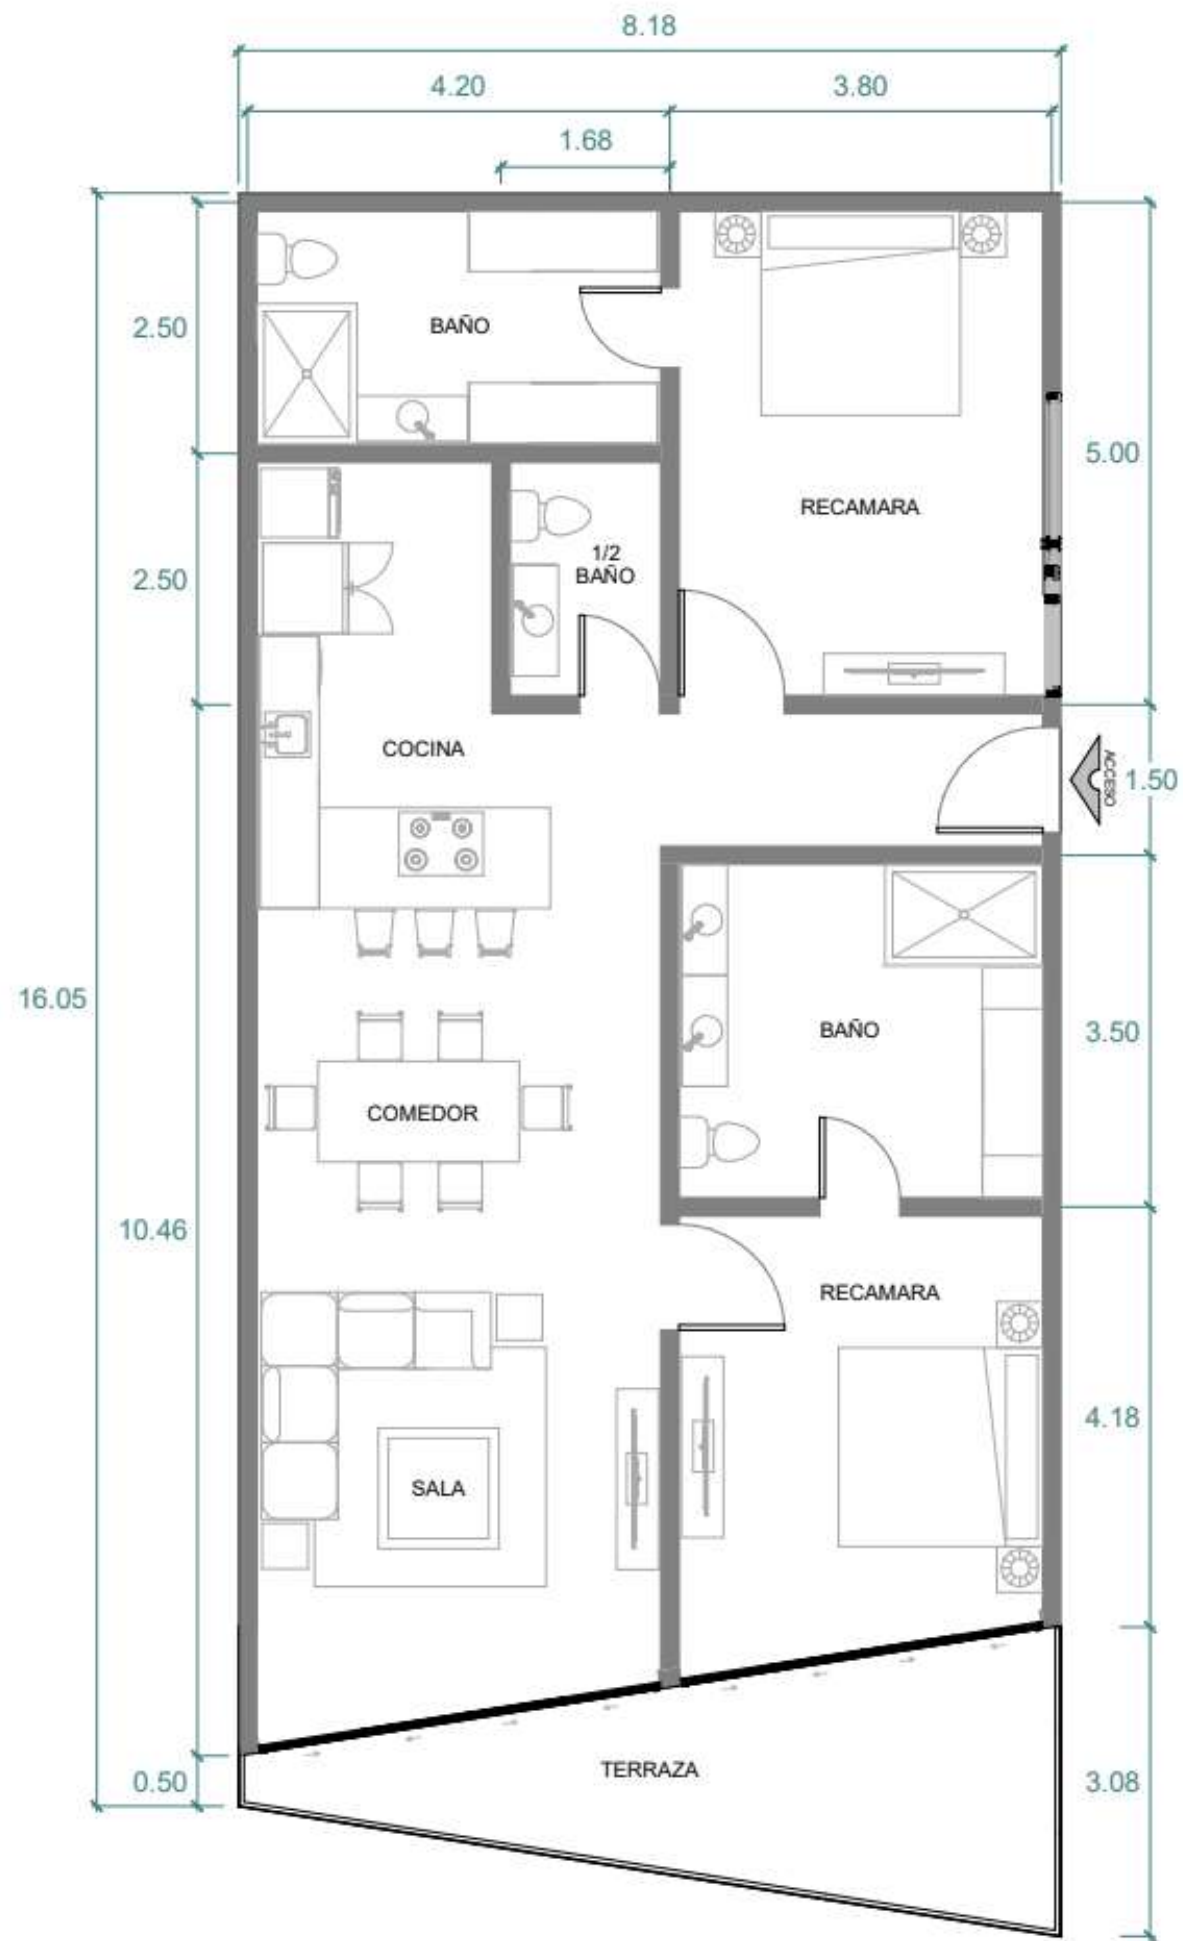 8.18
4.20
3.80
1.68
2.50
BAÑO
5.00
RECAMARA
2.50
1/2
BAÑO
COCINA
ACCESO
1.50
16.05
BAÑO
3.50
COMEDOR
10.46
RECAMARA
4.18
SALA
TERRAZA
0.50
3.08